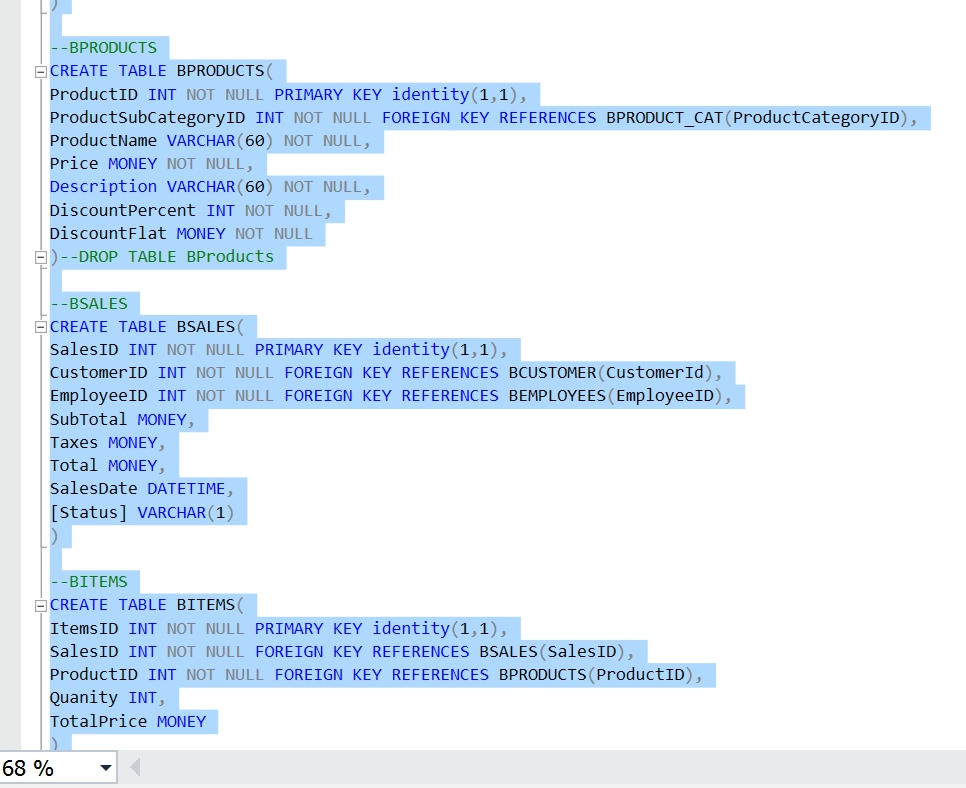 )
--BPRODUCTS
CREATE TABLE BPRODUCTS(
ProductID INT NOT NULL PRIMARY KEY identity(1,1),
ProductSubCategoryID INT NOT NULL FOREIGN KEY REFERENCES BPRODUCT_CAT(ProductCategoryID),
ProductName VARCHAR(60) NOT NULL,
Price MONEY NOT NULL,
Description VARCHAR(60) NOT NULL,
DiscountPercent INT NOT NULL,
DiscountFlat MONEY NOT NULL
)--DROP TABLE BProducts
--BSALES
CREATE TABLE BSALES(
SalesID INT NOT NULL PRIMARY KEY identity(1,1),
CustomerID INT NOT NULL FOREIGN KEY REFERENCES BCUSTOMER(CustomerId),
EmployeeID INT NOT NULL FOREIGN KEY REFERENCES BEMPLOYEES(EmployeeID),
SubTotal MONEY,
Taxes MONEY,
Total MONEY,
SalesDate DATETIME,
[Status] VARCHAR(1)
)
--BITEMS
CREATE TABLE BITEMS(
ItemsID INT NOT NULL PRIMARY KEY identity(1,1),
SalesID INT NOT NULL FOREIGN KEY REFERENCES BSALES(SalesID),
ProductID INT NOT NULL FOREIGN KEY REFERENCES BPRODUCTS(ProductID),
Quanity INT,
TotalPrice MONEY
)
68 %